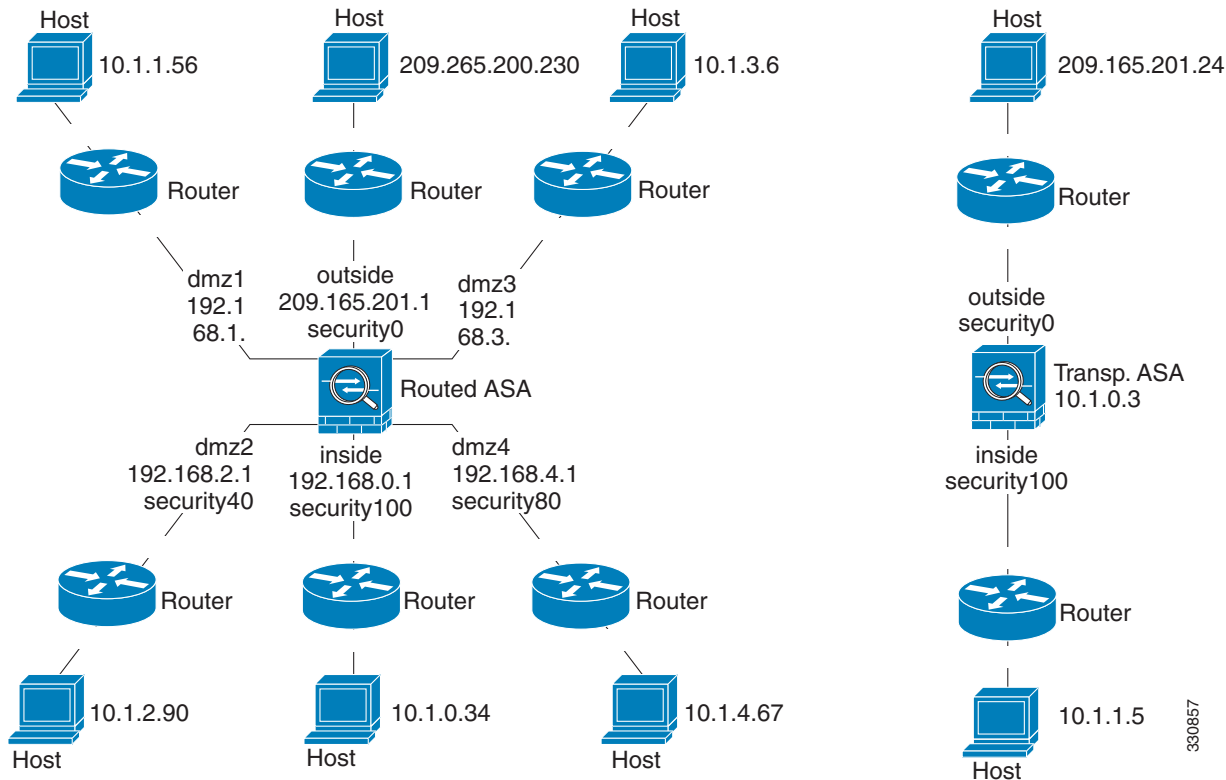 Host
10.1.1.56
Host
209.265.200.230
Host
10.1.3.6
Host
209.165.201.24
Router
Router
Router
Router
dmz1
192.1
68.1.
outside
209.165.201.1
security0
dmz3
192.1
68.3.
outside
security0
Routed ASA
Transp. ASA
10.1.0.3
dmz2
192.168.2.1
security40
inside
192.168.0.1
security100
dmz4
192.168.4.1
security80
inside
security100
Router
Router
Router
Router
10.1.2.90
Host
10.1.0.34
Host
10.1.4.67
Host
10.1.1.5
Host
330857